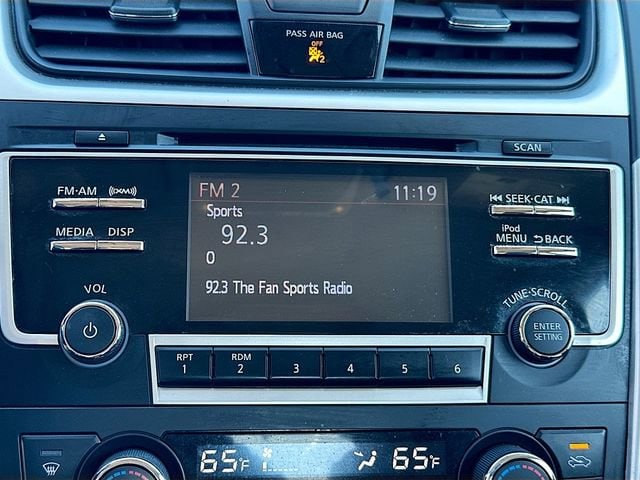 PASS AIR BAG
OFF
2
SCAN
FM·AM ((XM))
SEEK·CAT
MEDIA DISP
iPod
MENU BACK
FM 2 11:19
Sports
92.3
0
92.3 The Fan Sports Radio
VOL
TUNE·SCROLL
ENTER
SETTING
RPT RDM
1 2 3 4 5 6
65°F 65°F